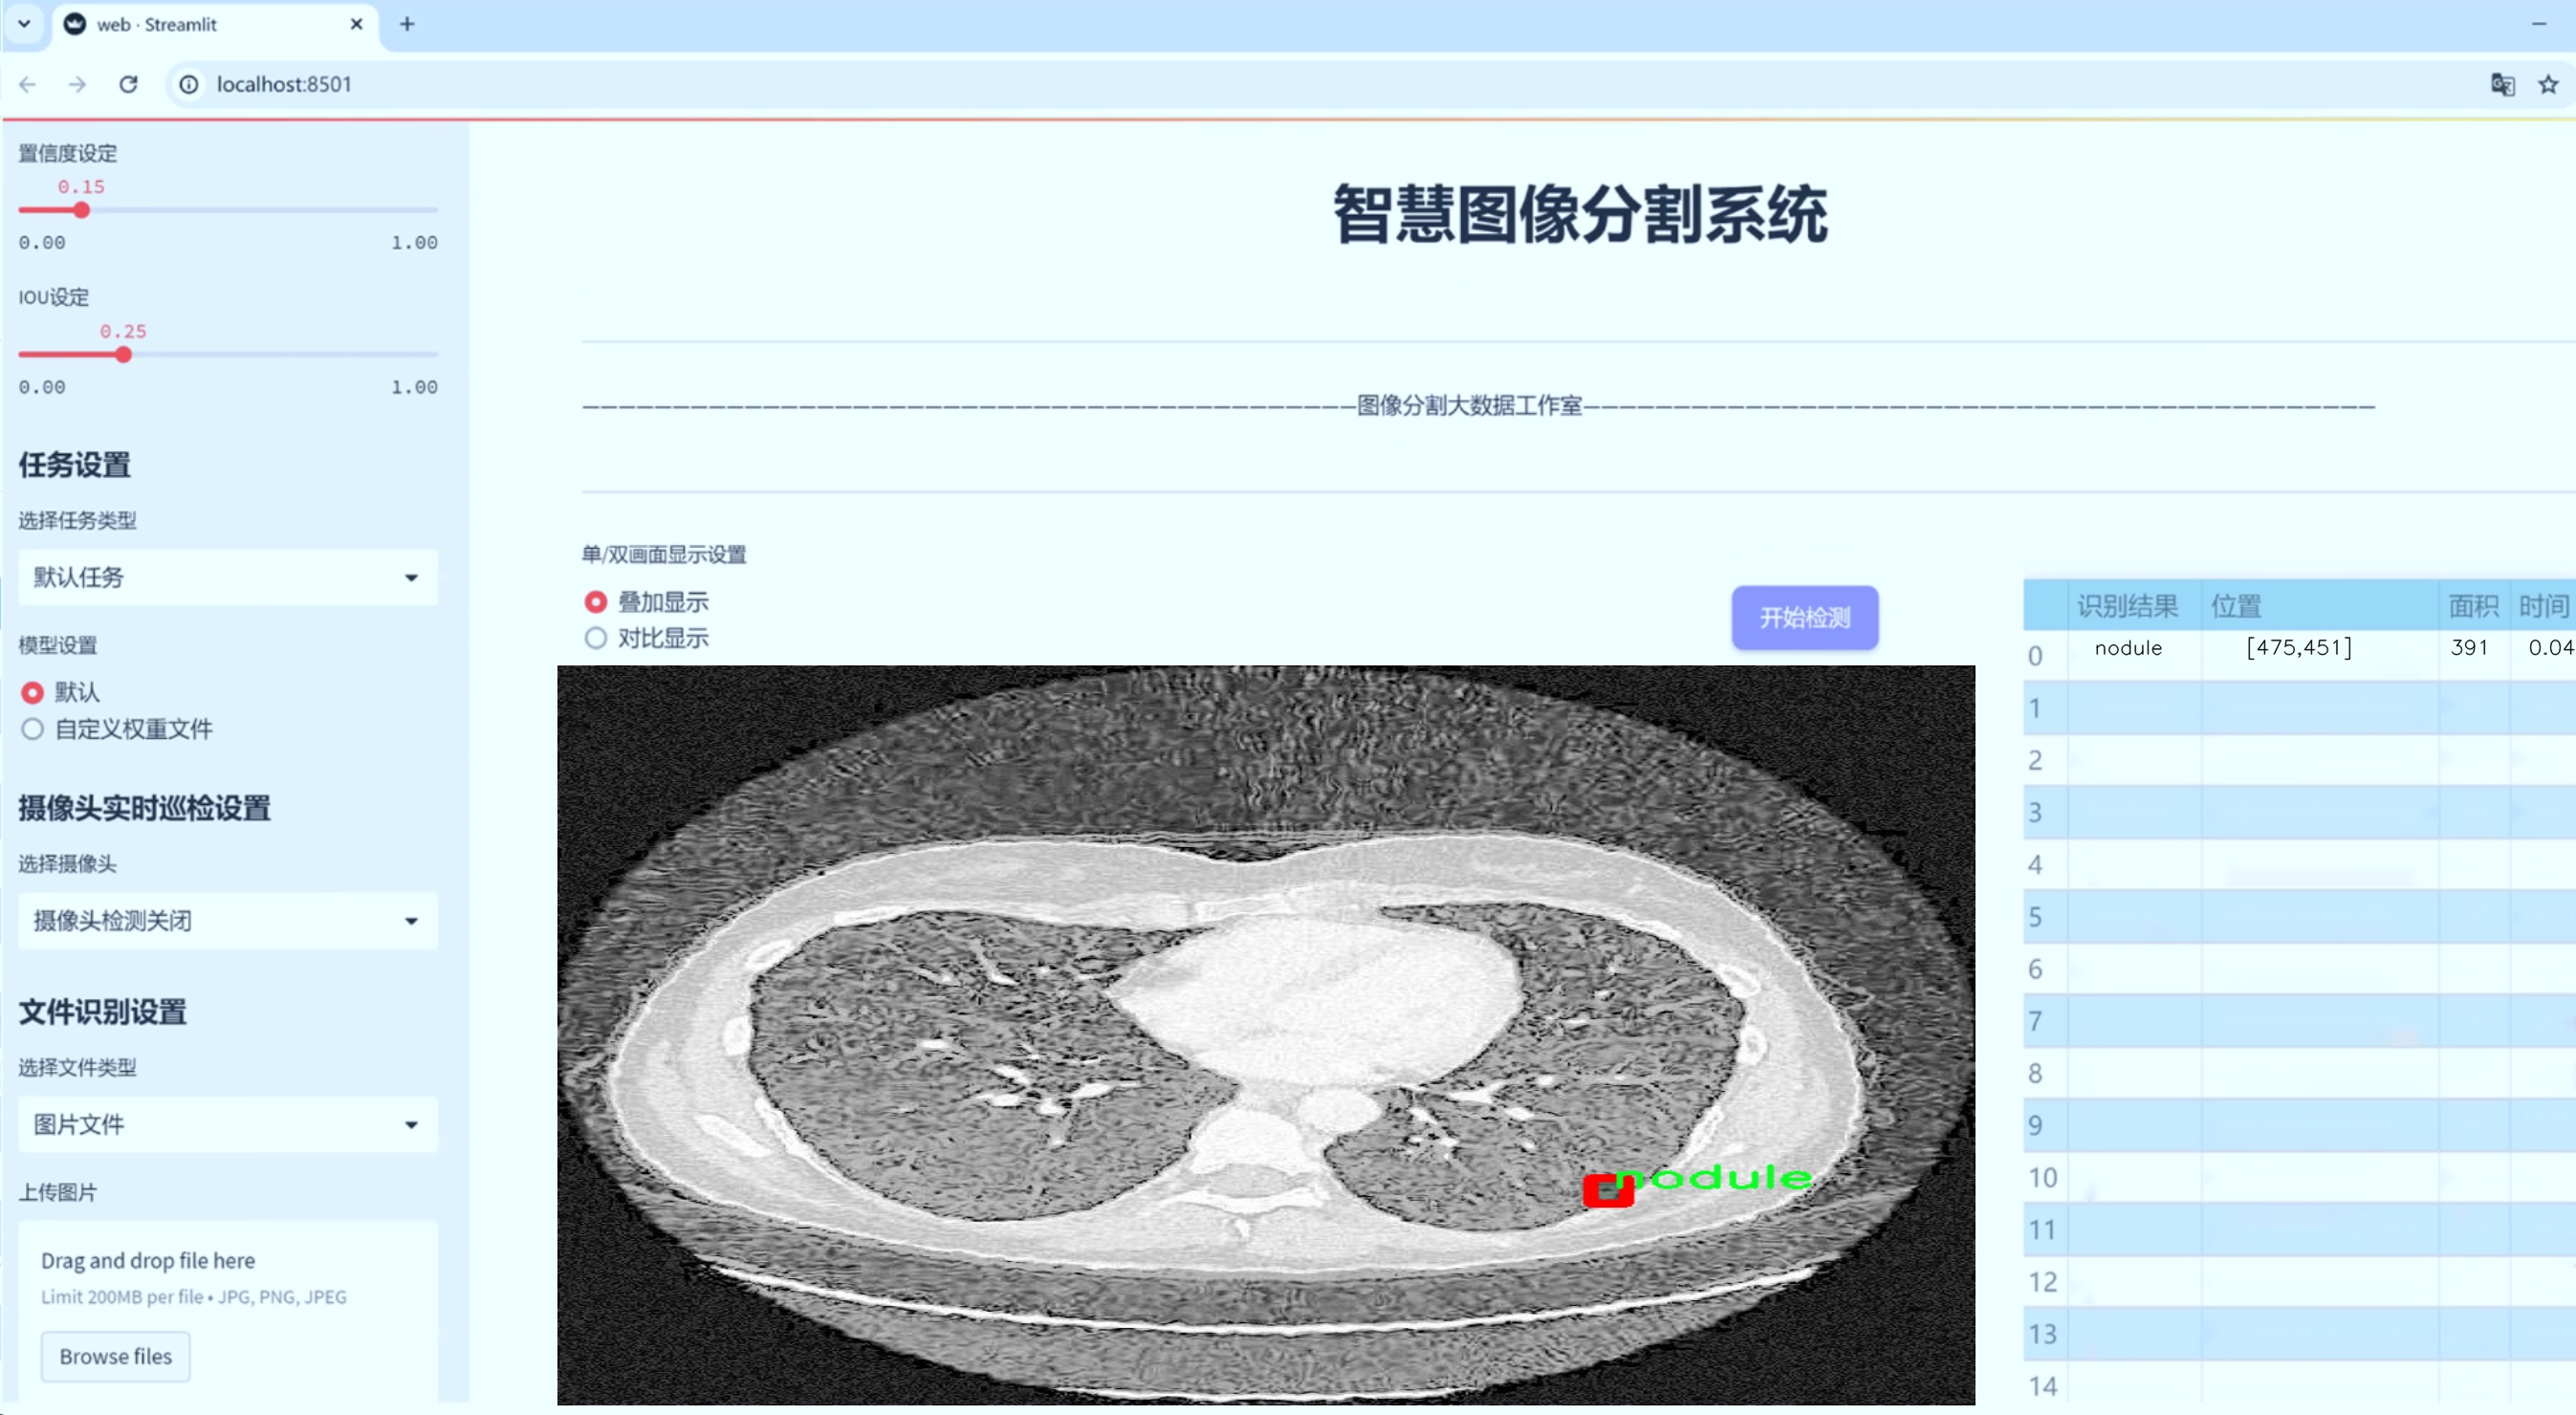 web · Streamlit
localhost:8501
置信度设定
0.15
0.00 1.00
IOU设定
0.25
0.00 1.00
任务设置
选择任务类型
默认任务
模型设置
默认
自定义权重文件
摄像头实时巡检设置
选择摄像头
摄像头检测关闭
文件识别设置
选择文件类型
图片文件
上传图片
Drag and drop file here
Limit 200MB per file • JPG, PNG, JPEG
Browse files
智慧图像分割系统
———————————————————————————————————————————图像分割大数据工作室————————————————————————————————————————————
单/双画面显示设置
叠加显示
对比显示
开始检测
nodule
识别结果 位置 面积 时间
0 nodule [475,451] 391 0.04
1
2
3
4
5
6
7
8
9
10
11
12
13
14